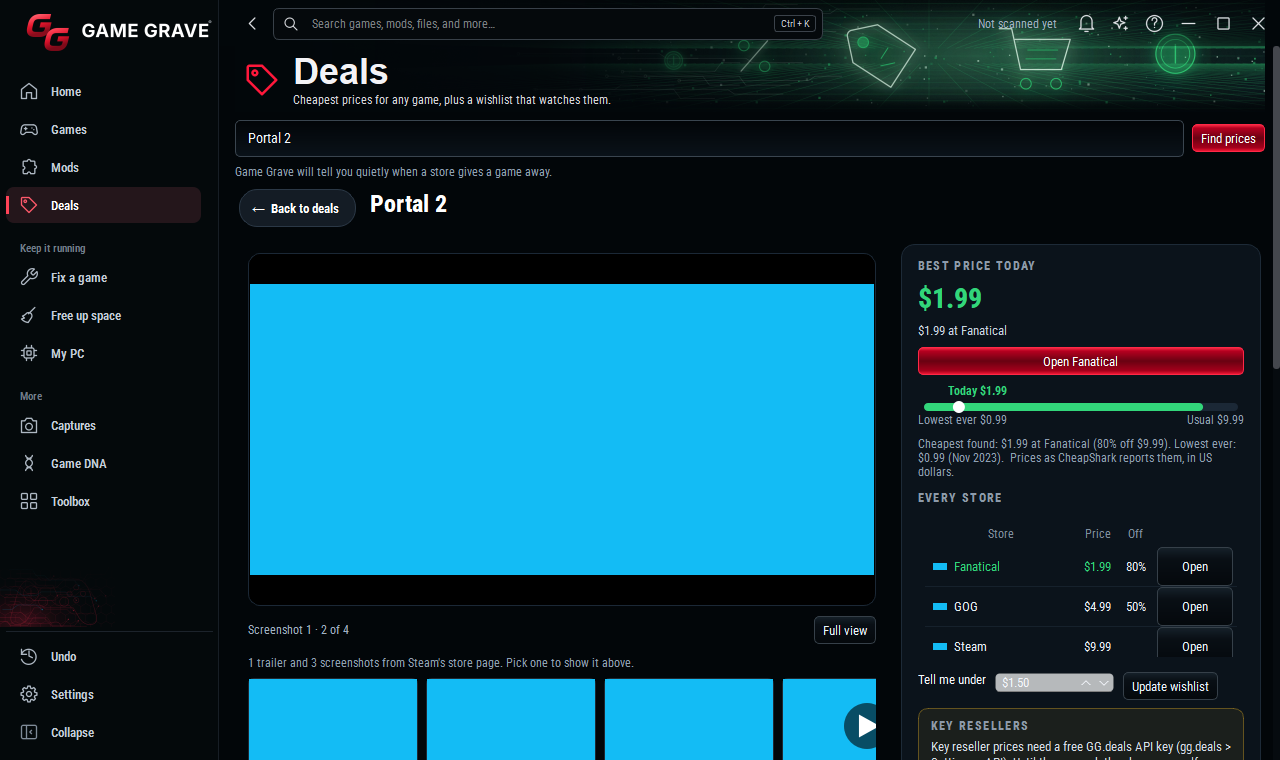 GG GAME GRAVE
Search games, mods, files, and more...
Ctrl + K
Not scanned yet
Deals
Cheapest prices for any game, plus a wishlist that watches them.
Home
Games
Mods
Deals
Keep it running
Fix a game
Free up space
My PC
More
Captures
Game DNA
Toolbox
Undo
Settings
Collapse
Portal 2
Find prices
Game Grave will tell you quietly when a store gives a game away.
← Back to deals
Portal 2
Screenshot 1 · 2 of 4
Full view
1 trailer and 3 screenshots from Steam's store page. Pick one to show it above.
BEST PRICE TODAY
$1.99
$1.99 at Fanatical
Open Fanatical
Today $1.99
Lowest ever $0.99
Usual $9.99
Cheapest found: $1.99 at Fanatical (80% off $9.99). Lowest ever:
$0.99 (Nov 2023). Prices as CheapShark reports them, in US
dollars.
EVERY STORE
Store Price Off
Fanatical $1.99 80% Open
GOG $4.99 50% Open
Steam $9.99 Open
Tell me under $1.50 Update wishlist
KEY RESELLERS
Key reseller prices need a free GG.deals API key (gg.deals >